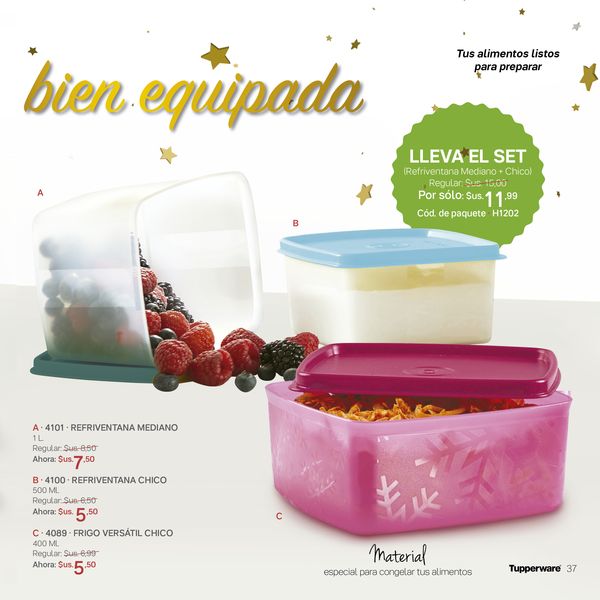 Tus alimentos listos
para preparar
bien equipada
LLEVA EL SET
(Refriventana Mediano + Chico)
Regular: $us. 15,00
Por sólo: $us.11,99
Cód. de paquete H1202
A
B
A · 4101 · REFRIVENTANA MEDIANO
1 L.
Regular: $us. 8,50
Ahora: $us.7,50
B · 4100 · REFRIVENTANA CHICO
500 ML
Regular: $us. 6,50
Ahora: $us.5,50
C · 4089 · FRIGO VERSÁTIL CHICO
400 ML
Regular: $us. 6,99
Ahora: $us.5,50
C
Material
especial para congelar tus alimentos
Tupperware® 37